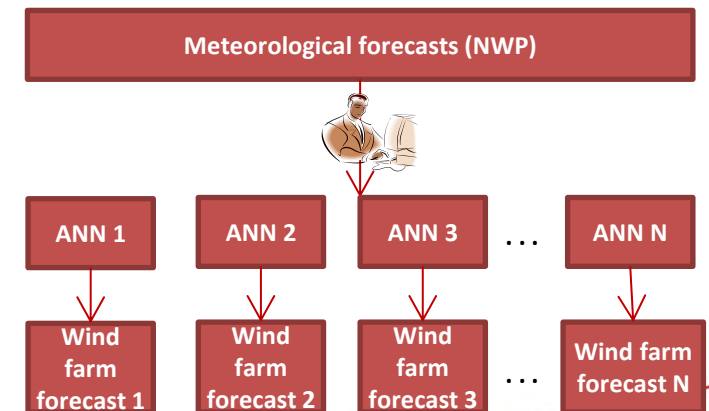 Meteorological forecasts (NWP)
ANN 1
ANN 2
ANN 3
...
ANN N
Wind
farm
forecast 1
Wind
farm
forecast 2
Wind
farm
forecast 3
...
Wind farm
forecast N